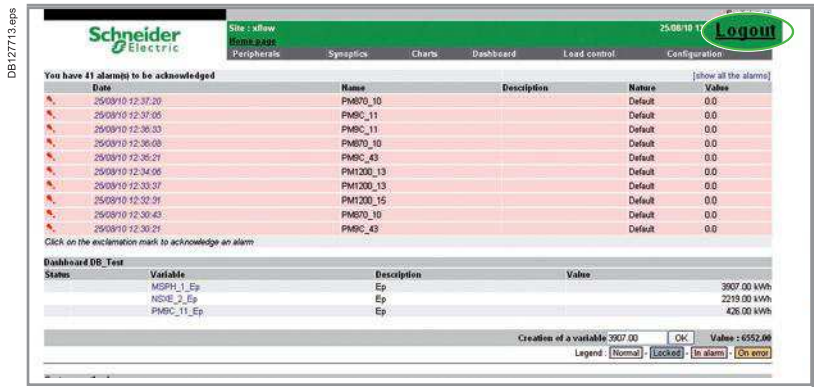 DB127713.eps
Schneider Electric
Site : xflow
25/08/10
Logout
Home page
Peripherals Synoptics Charts Dashboard Load control Configuration
You have 41 alarm(s) to be acknowledged [show all the alarms]
Date Name Description Nature Value
25/08/10 12:37:20 PM870_10 Default 0.0
25/08/10 12:37:05 PM9C_11 Default 0.0
25/08/10 12:36:33 PM9C_11 Default 0.0
25/08/10 12:36:08 PM870_10 Default 0.0
25/08/10 12:35:21 PM9C_43 Default 0.0
25/08/10 12:34:06 PM1200_13 Default 0.0
25/08/10 12:33:37 PM1200_13 Default 0.0
25/08/10 12:32:31 PM1200_15 Default 0.0
25/08/10 12:30:43 PM870_10 Default 0.0
25/08/10 12:30:21 PM9C_43 Default 0.0
Click on the exclamation mark to acknowledge an alarm
Dashboard DB_Test
Status Variable Description Value
MSPH_1_Ep Ep 3907.00 kWh
NSXE_2_Ep Ep 2219.00 kWh
PM9C_11_Ep Ep 426.00 kWh
Creation of a variable 3907.00 OK Value : 6552.00
Legend : Normal - Locked - In alarm - On error